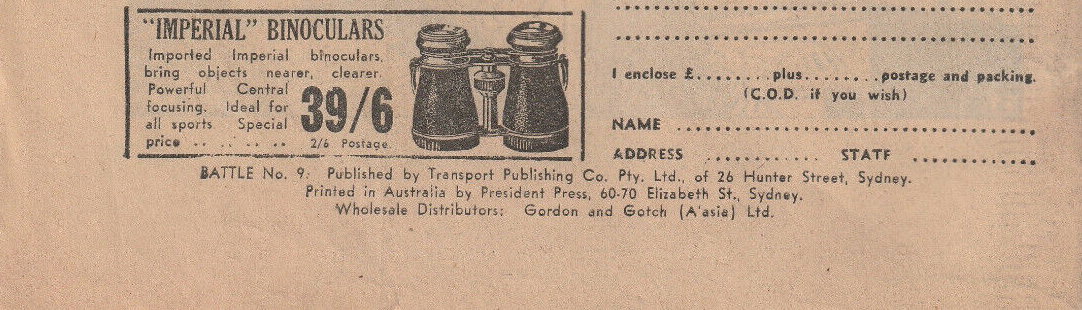 "IMPERIAL" BINOCULARS
Imported Imperial binoculars,
bring objects nearer, clearer.
Powerful Central
focusing. Ideal for
all sports Special
price .. .. .. .. ..
39/6
2/6 Postage.
I enclose £........plus........postage and packing.
(C.O.D. if you wish)
NAME ......................................
ADDRESS ............ STATE .............
BATTLE No. 9. Published by Transport Publishing Co. Pty. Ltd., of 26 Hunter Street, Sydney.
Printed in Australia by President Press, 60-70 Elizabeth St., Sydney.
Wholesale Distributors: Gordon and Gotch (A'asia) Ltd.